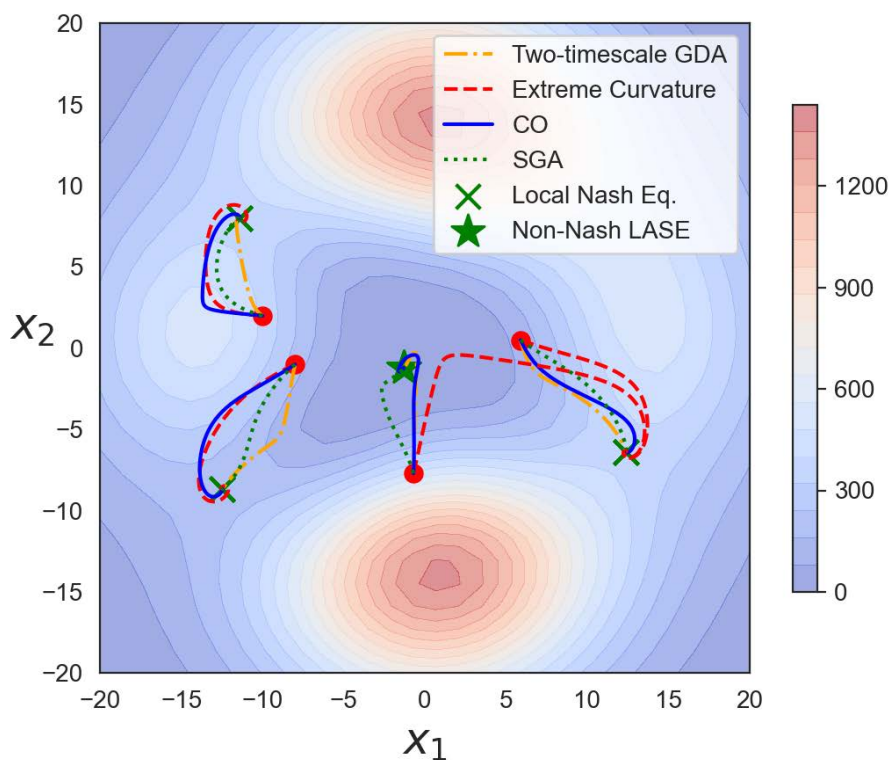 Two-timescale GDA
Extreme Curvature
CO
SGA
Local Nash Eq.
Non-Nash LASE
20
15
10
5
0
−5
−10
−15
−20
x₂
−20
−15
−10
−5
0
5
10
15
20
x₁
1200
900
600
300
0